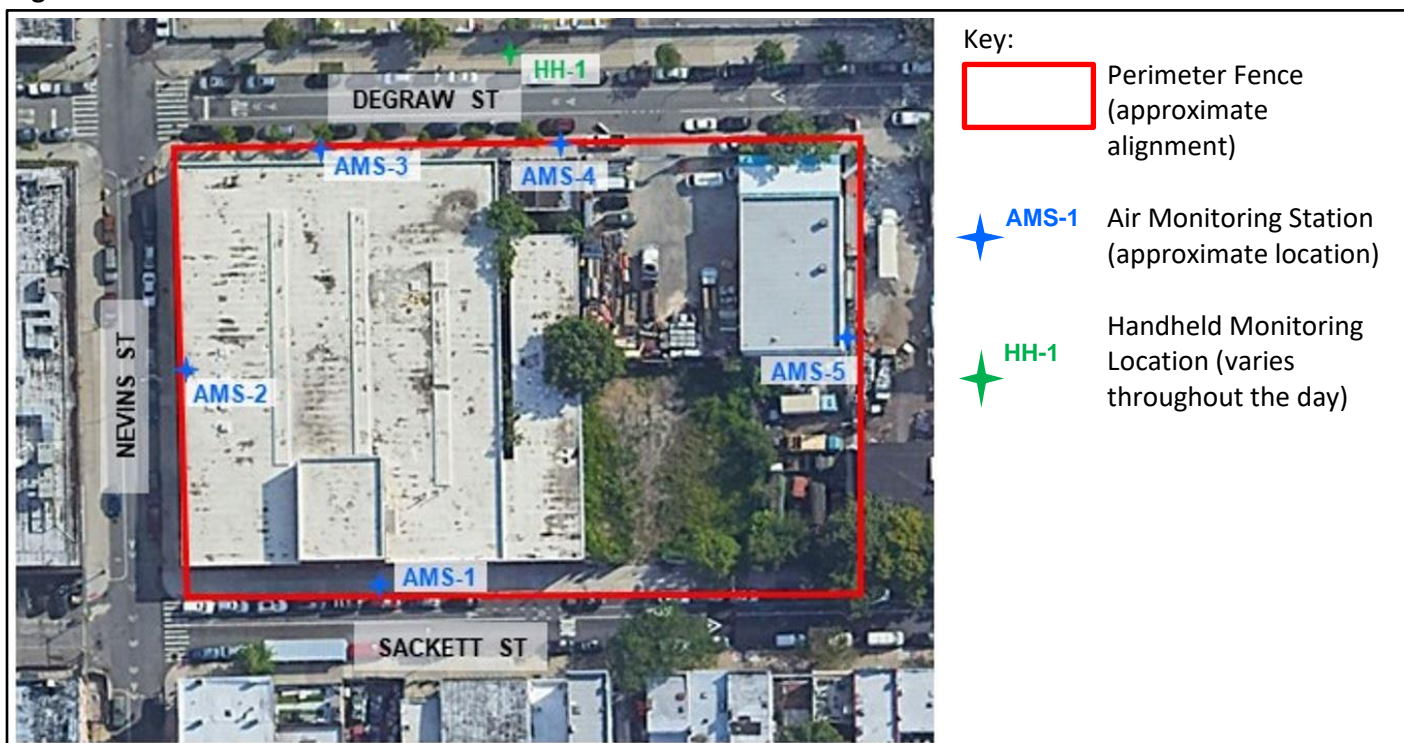 HH-1
DEGRAW ST
AMS-3
AMS-4
AMS-2
AMS-5
NEVINS ST
AMS-1
SACKETT ST
Key:
Perimeter Fence
(approximate
alignment)
AMS-1
Air Monitoring Station
(approximate location)
HH-1
Handheld Monitoring
Location (varies
throughout the day)